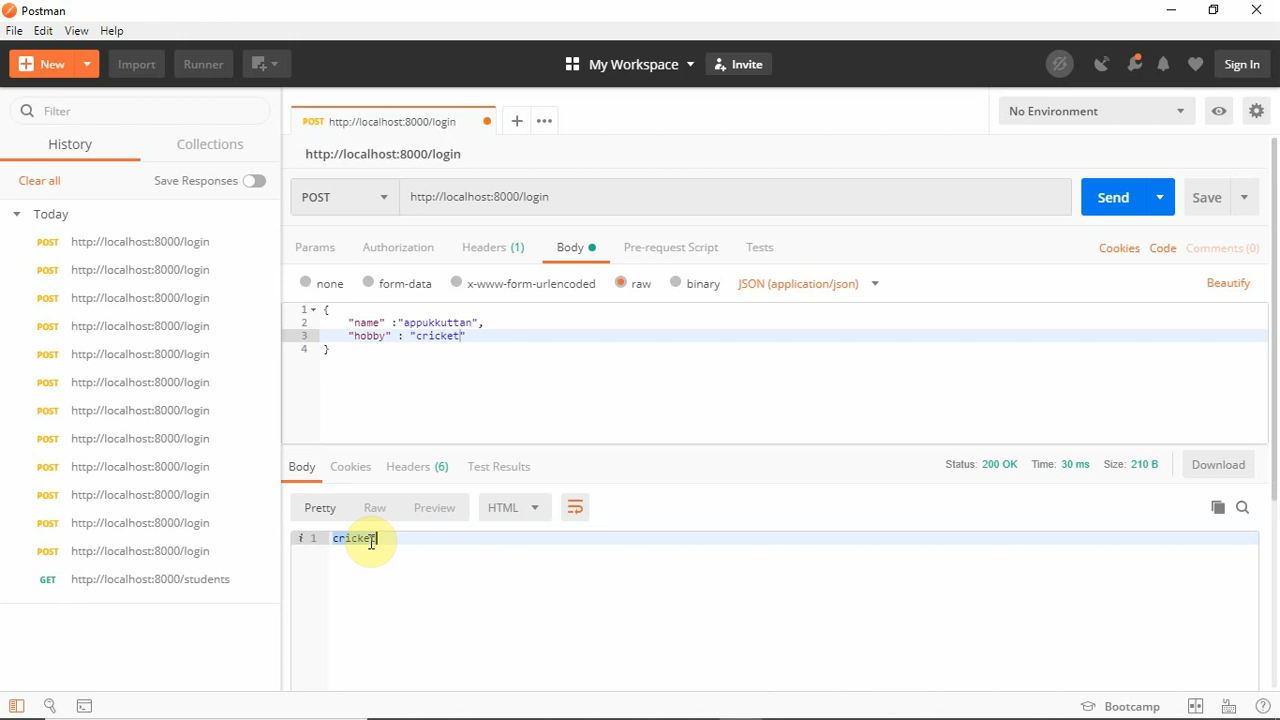 Postman
File Edit View Help
New Import Runner My Workspace Invite Sign In
Filter
History Collections
Clear all Save Responses
Today
POST http://localhost:8000/login
POST http://localhost:8000/login
POST http://localhost:8000/login
POST http://localhost:8000/login
POST http://localhost:8000/login
POST http://localhost:8000/login
POST http://localhost:8000/login
POST http://localhost:8000/login
POST http://localhost:8000/login
POST http://localhost:8000/login
POST http://localhost:8000/login
POST http://localhost:8000/login
GET http://localhost:8000/students
POST http://localhost:8000/login
No Environment
http://localhost:8000/login
POST http://localhost:8000/login Send Save
Params Authorization Headers (1) Body Pre-request Script Tests Cookies Code Comments (0)
none form-data x-www-form-urlencoded raw binary JSON (application/json) Beautify
1 {
2 "name" :"appukkuttan",
3 "hobby" : "cricket"
4 }
Body Cookies Headers (6) Test Results Status: 200 OK Time: 30 ms Size: 210 B Download
Pretty Raw Preview HTML
i 1 cricket
Bootcamp